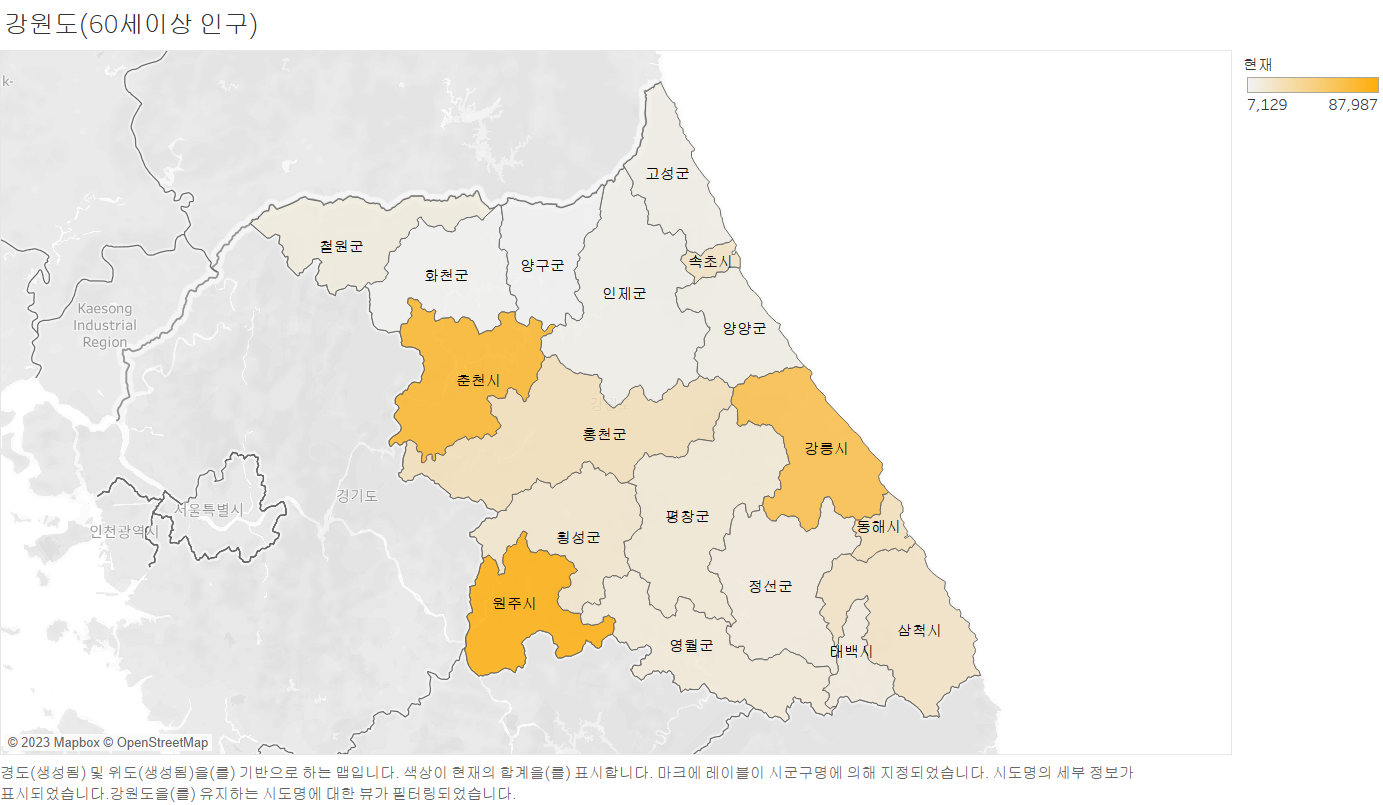 강원도(60세이상 인구)
현재
7,129 87,987
k-
고성군
철원군
속초시
양구군
화천군
인제군
Kaesong
Industrial
Region
양양군
춘천시
홍천군
강릉시
경기도
서울특별시
평창군
동해시
인천광역시
횡성군
정선군
원주시
삼척시
영월군
태백시
© 2023 Mapbox © OpenStreetMap
경도(생성됨) 및 위도(생성됨)을(를) 기반으로 하는 맵입니다. 색상이 현재의 합계을(를) 표시합니다. 마크에 레이블이 시군구명에 의해 지정되었습니다. 시도명의 세부 정보가
표시되었습니다.강원도을(를) 유지하는 시도명에 대한 뷰가 필터링되었습니다.